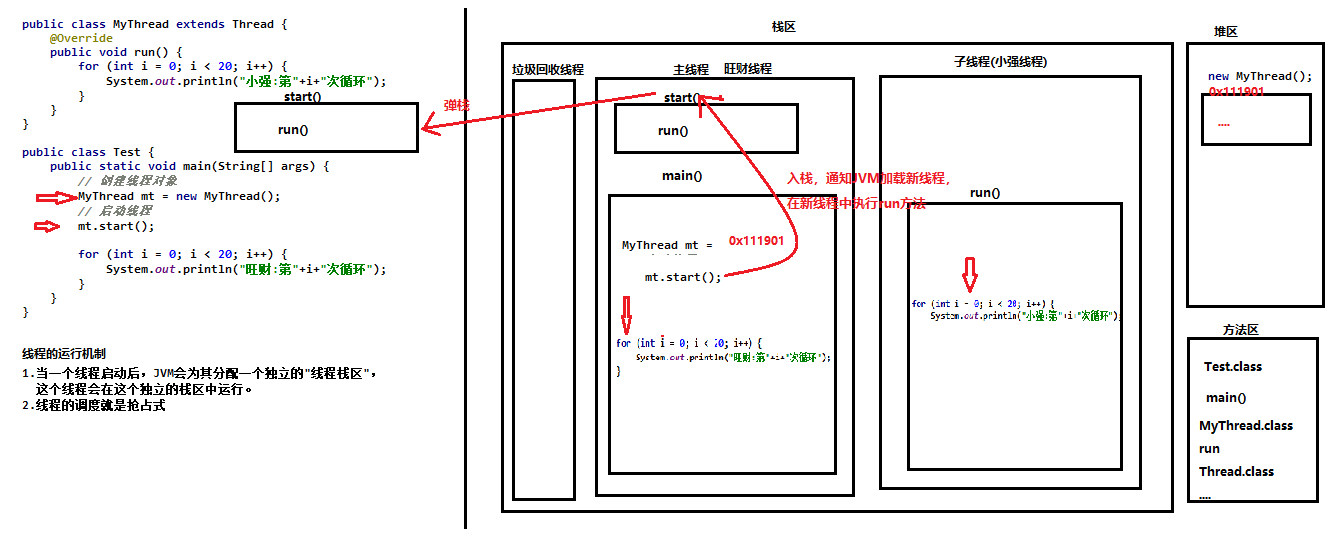 public class MyThread extends Thread {
@Override
public void run() {
for (int i = 0; i < 20; i++) {
System.out.println("小强:第"+i+"次循环");
}
}
}
start()
run()
弹栈
public class Test {
public static void main(String[] args) {
// 创建线程对象
MyThread mt = new MyThread();
// 启动线程
mt.start();
for (int i = 0; i < 20; i++) {
System.out.println("旺财:第"+i+"次循环");
}
}
}
线程的运行机制
1.当一个线程启动后，JVM会为其分配一个独立的"线程栈区"，
这个线程会在这个独立的栈区中运行。
2.线程的调度就是抢占式
栈区
垃圾回收线程
主线程 旺财线程
start()
run()
main()
MyThread mt = 0x111901
mt.start();
for (int i = 0; i < 20; i++) {
System.out.println("旺财:第"+i+"次循环");
}
入栈，通知JVM加载新线程，
在新线程中执行run方法
子线程(小强线程)
run()
for (int i = 0; i < 20; i++) {
System.out.println("小强:第"+i+"次循环");
堆区
new MyThread();
0x111901
....
方法区
Test.class
main()
MyThread.class
run
Thread.class
....